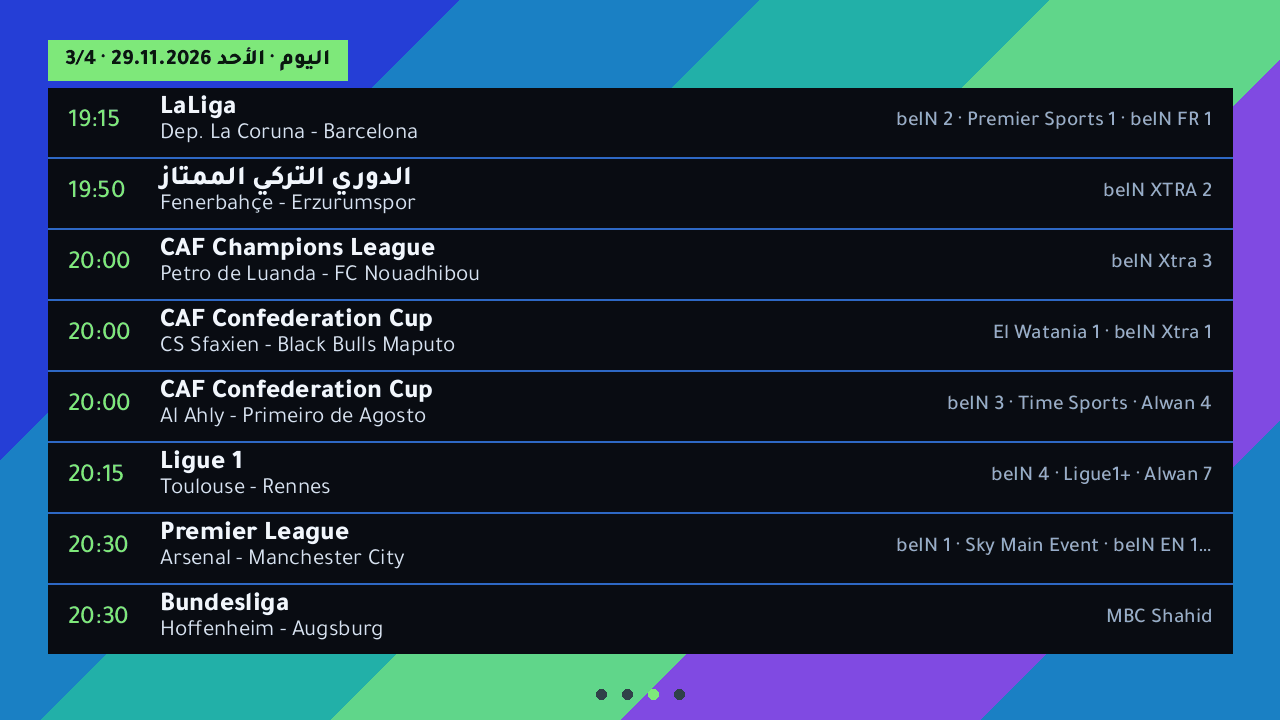 اليوم · الأحد 29.11.2026 · 3/4
19:15
LaLiga
Dep. La Coruna - Barcelona
beIN 2 · Premier Sports 1 · beIN FR 1
19:50
الدوري التركي الممتاز
Fenerbahçe - Erzurumspor
beIN XTRA 2
20:00
CAF Champions League
Petro de Luanda - FC Nouadhibou
beIN Xtra 3
20:00
CAF Confederation Cup
CS Sfaxien - Black Bulls Maputo
El Watania 1 · beIN Xtra 1
20:00
CAF Confederation Cup
Al Ahly - Primeiro de Agosto
beIN 3 · Time Sports · Alwan 4
20:15
Ligue 1
Toulouse - Rennes
beIN 4 · Ligue1+ · Alwan 7
20:30
Premier League
Arsenal - Manchester City
beIN 1 · Sky Main Event · beIN EN 1…
20:30
Bundesliga
Hoffenheim - Augsburg
MBC Shahid